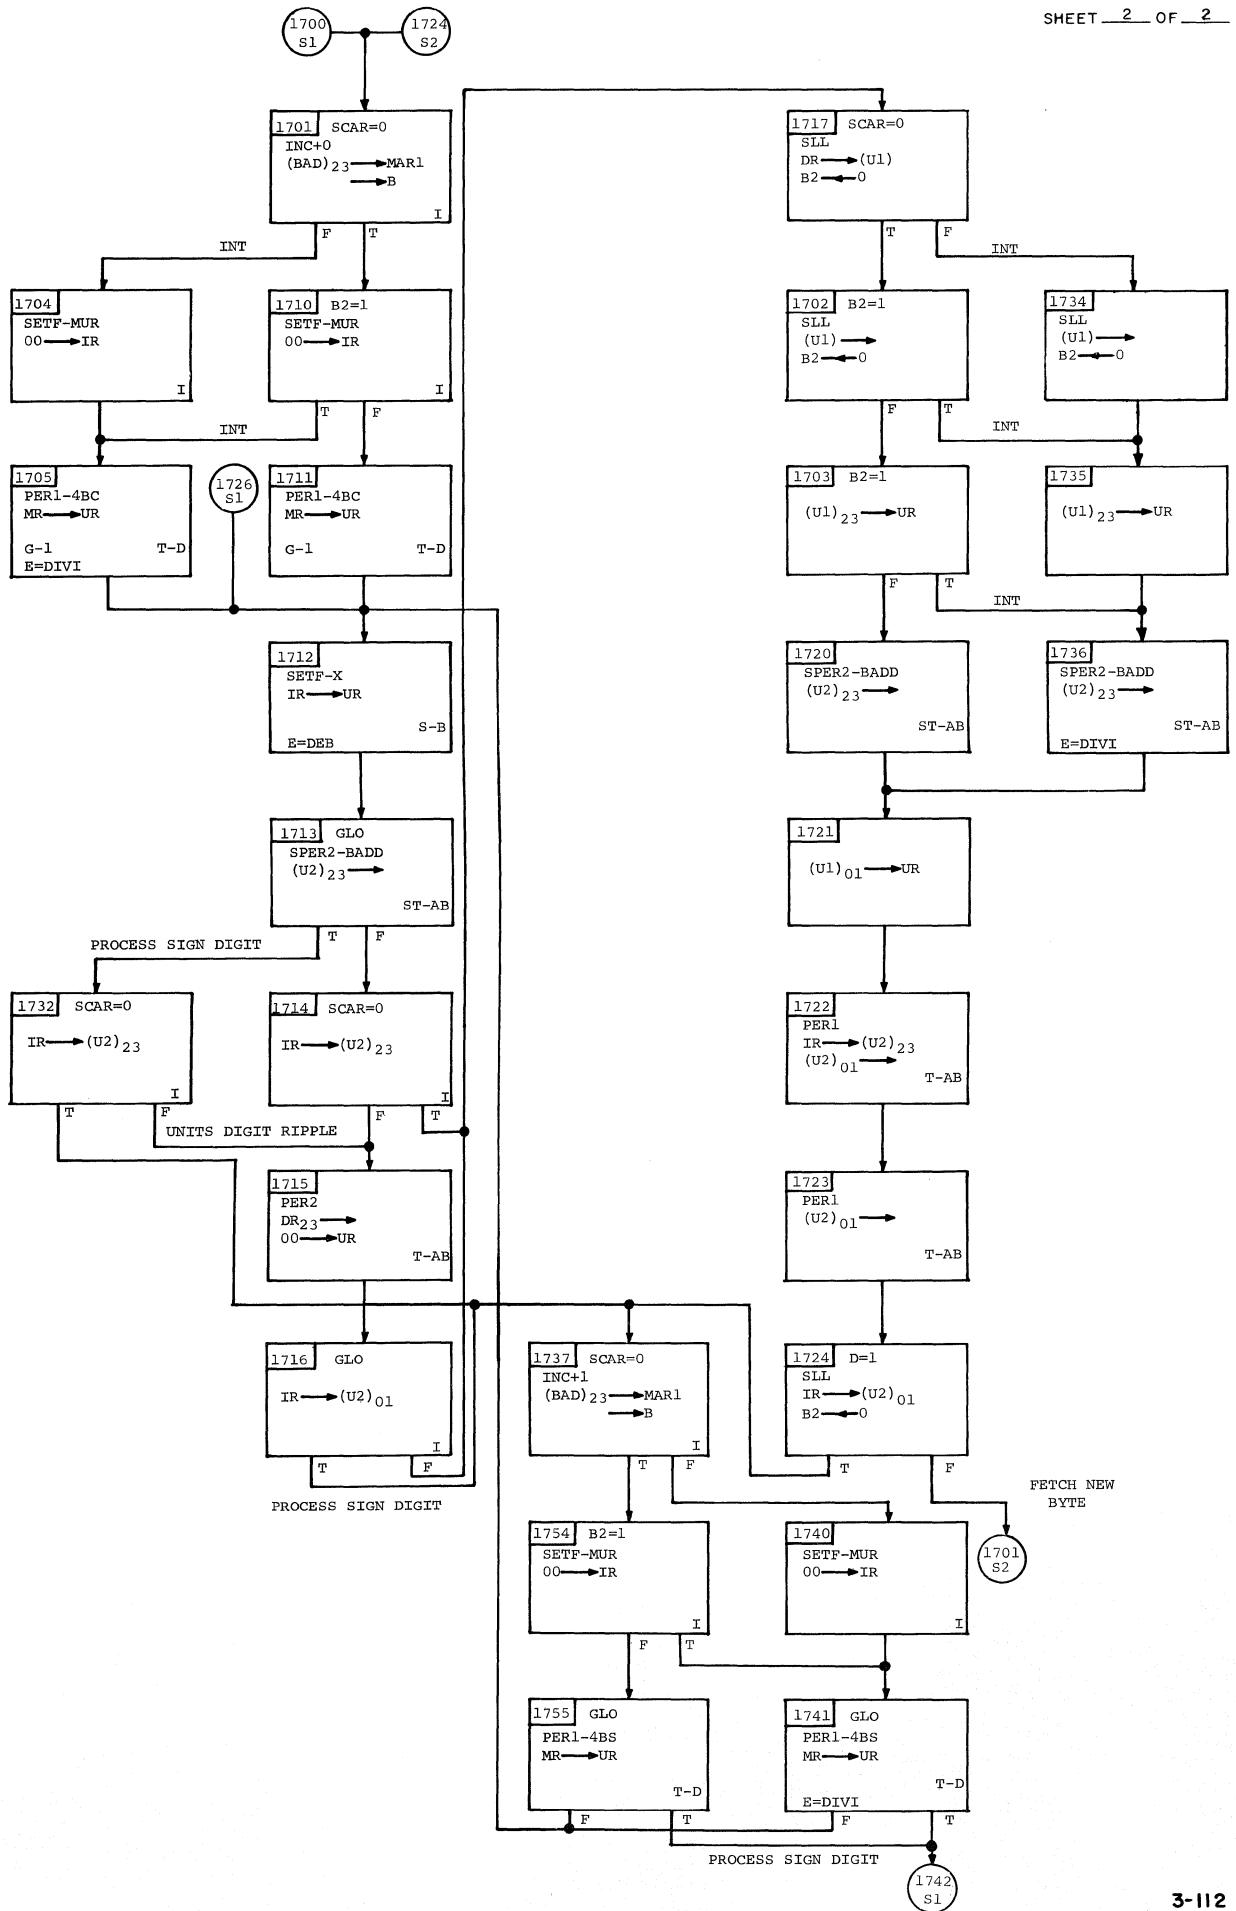 SHEET 2 OF 2
1700
S1
1724
S2
1701 SCAR=0
INC+0
(BAD)23 → MAR1
→ B
I
F T
INT
1704
SETF-MUR
00 → IR
I
1710 B2=1
SETF-MUR
00 → IR
I
T F
INT
1705
PER1-4BC
MR → UR
G-1 T-D
E=DIVI
1726
S1
1711
PER1-4BC
MR → UR
G-1 T-D
1712
SETF-X
IR → UR
S-B
E=DEB
1713 GLO
SPER2-BADD
(U2)23 →
ST-AB
T F
PROCESS SIGN DIGIT
1732 SCAR=0
IR → (U2)23
I
T F
UNITS DIGIT RIPPLE
1714 SCAR=0
IR → (U2)23
I
F T
1715
PER2
DR23 →
00 → UR
T-AB
1716 GLO
IR → (U2)01
I
T F
PROCESS SIGN DIGIT
1717 SCAR=0
SLL
DR → (U1)
B2 ← 0
T F
INT
1702 B2=1
SLL
(U1) →
B2 ← 0
F T
INT
1734
SLL
(U1) →
B2 ← 0
1703 B2=1
(U1)23 → UR
F T
INT
1735
(U1)23 → UR
1720
SPER2-BADD
(U2)23 →
ST-AB
1736
SPER2-BADD
(U2)23 →
ST-AB
E=DIVI
1721
(U1)01 → UR
1722
PER1
IR → (U2)23
(U2)01 →
T-AB
1723
PER1
(U2)01 →
T-AB
1737 SCAR=0
INC+1
(BAD)23 → MAR1
→ B
I
T F
1724 D=1
SLL
IR → (U2)01
B2 ← 0
T F
FETCH NEW
BYTE
1701
S2
1754 B2=1
SETF-MUR
00 → IR
I
F T
1740
SETF-MUR
00 → IR
I
1755 GLO
PER1-4BS
MR → UR
T-D
F T
1741 GLO
PER1-4BS
MR → UR
T-D
E=DIVI
F T
PROCESS SIGN DIGIT
1742
S1
3-112